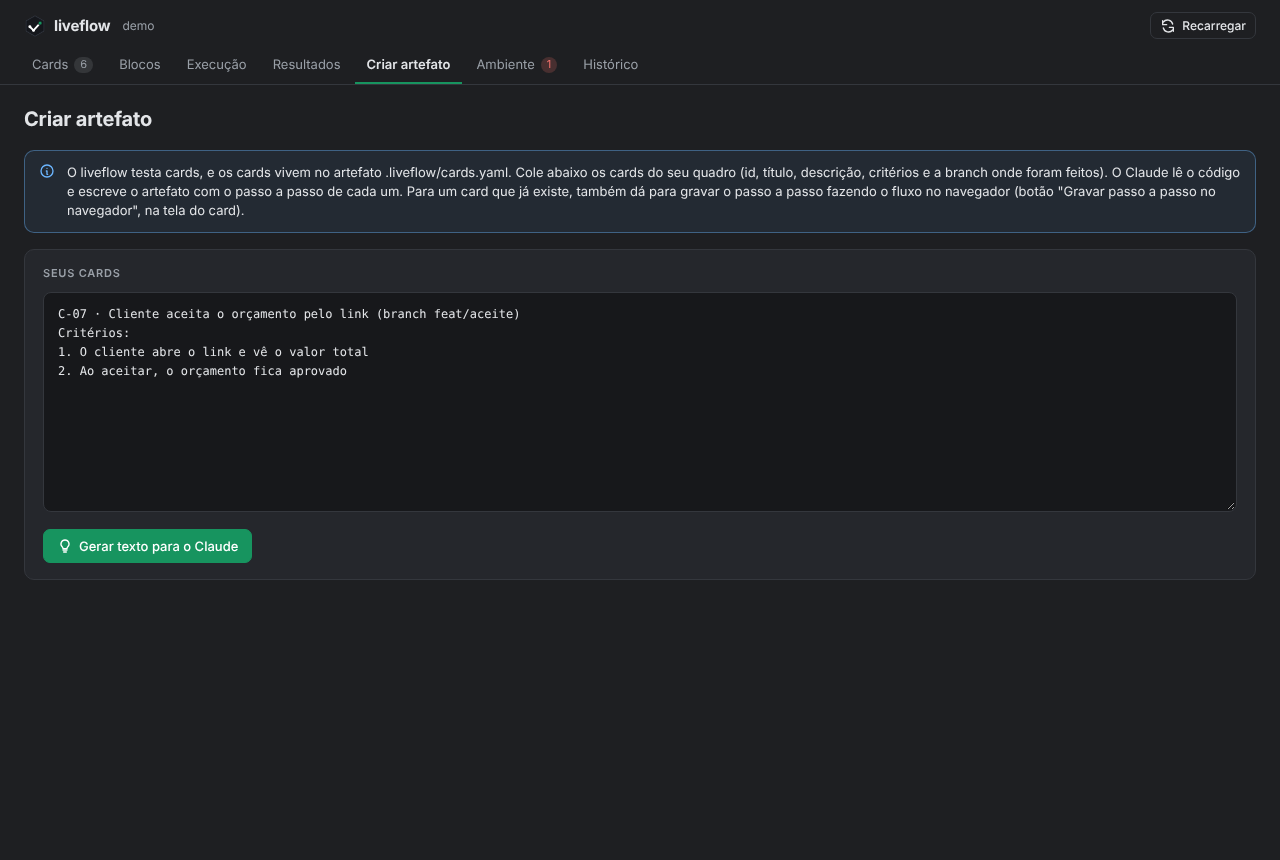 liveflow demo
Recarregar
Cards 6 Blocos Execução Resultados Criar artefato Ambiente 1 Histórico
Criar artefato
O liveflow testa cards, e os cards vivem no artefato .liveflow/cards.yaml. Cole abaixo os cards do seu quadro (id, título, descrição, critérios e a branch onde foram feitos). O Claude lê o código
e escreve o artefato com o passo a passo de cada um. Para um card que já existe, também dá para gravar o passo a passo fazendo o fluxo no navegador (botão "Gravar passo a passo no
navegador", na tela do card).
SEUS CARDS
C-07 · Cliente aceita o orçamento pelo link (branch feat/aceite)
Critérios:
1. O cliente abre o link e vê o valor total
2. Ao aceitar, o orçamento fica aprovado
Gerar texto para o Claude